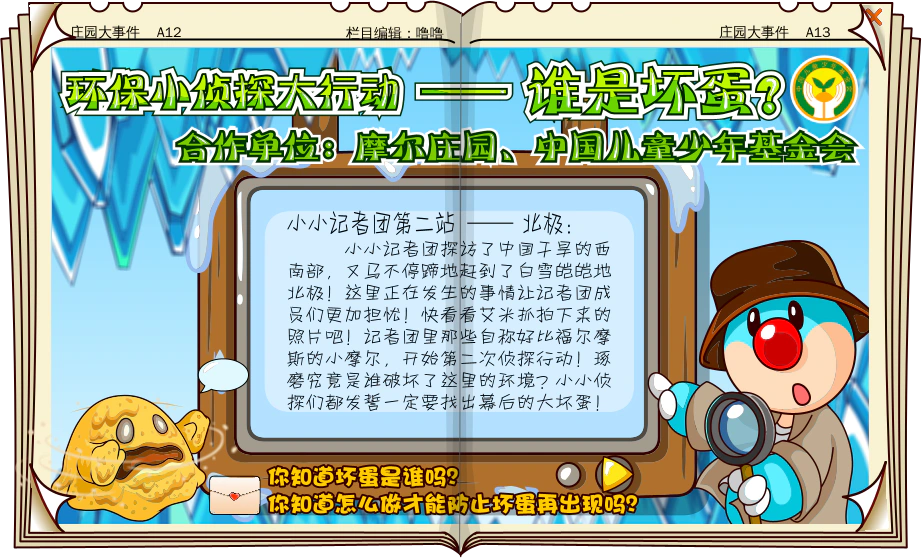 庄园大事件 A12
栏目编辑：噜噜
庄园大事件 A13
环保小侦探大行动 —— 谁是坏蛋？
合作单位：摩尔庄园、中国儿童少年基金会
小小记者团第二站 —— 北极：
小小记者团探访了中国干旱的西
南部，又马不停蹄地赶到了白雪皑皑地
北极！这里正在发生的事情让记者团成
员们更加担忧！快看看艾米抓拍下来的
照片吧！记者团里那些自称好比福尔摩
斯的小摩尔，开始第二次侦探行动！琢
磨究竟是谁破坏了这里的环境？小小侦
探们都发誓一定要找出幕后的大坏蛋！
你知道坏蛋是谁吗？
你知道怎么做才能防止坏蛋再出现吗？